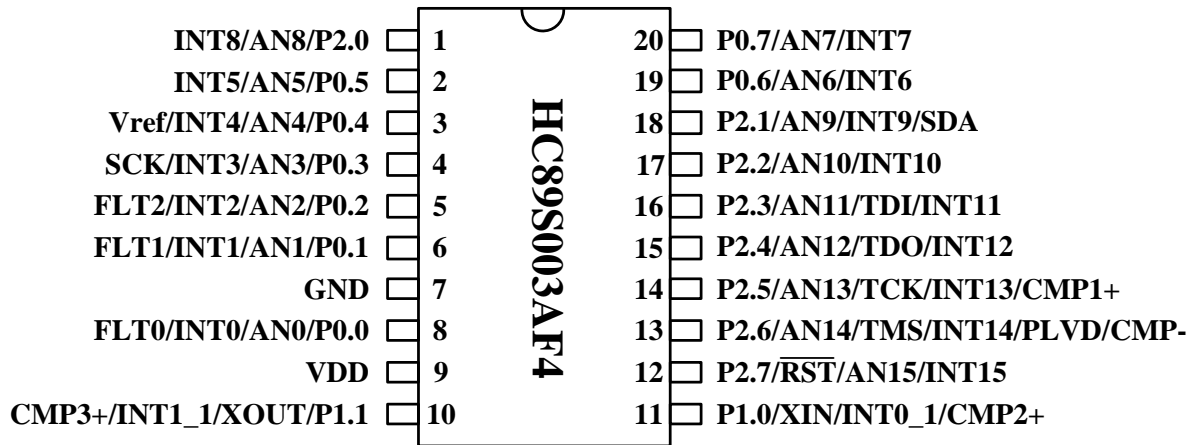 INT8/AN8/P2.0 1 20 P0.7/AN7/INT7
INT5/AN5/P0.5 2 19 P0.6/AN6/INT6
Vref/INT4/AN4/P0.4 3 18 P2.1/AN9/INT9/SDA
SCK/INT3/AN3/P0.3 4 17 P2.2/AN10/INT10
FLT2/INT2/AN2/P0.2 5 16 P2.3/AN11/TDI/INT11
FLT1/INT1/AN1/P0.1 6 15 P2.4/AN12/TDO/INT12
GND 7 14 P2.5/AN13/TCK/INT13/CMP1+
FLT0/INT0/AN0/P0.0 8 13 P2.6/AN14/TMS/INT14/PLVD/CMP-
VDD 9 12 P2.7/R̅S̅T̅/AN15/INT15
CMP3+/INT1_1/XOUT/P1.1 10 11 P1.0/XIN/INT0_1/CMP2+
HC89S003AF4